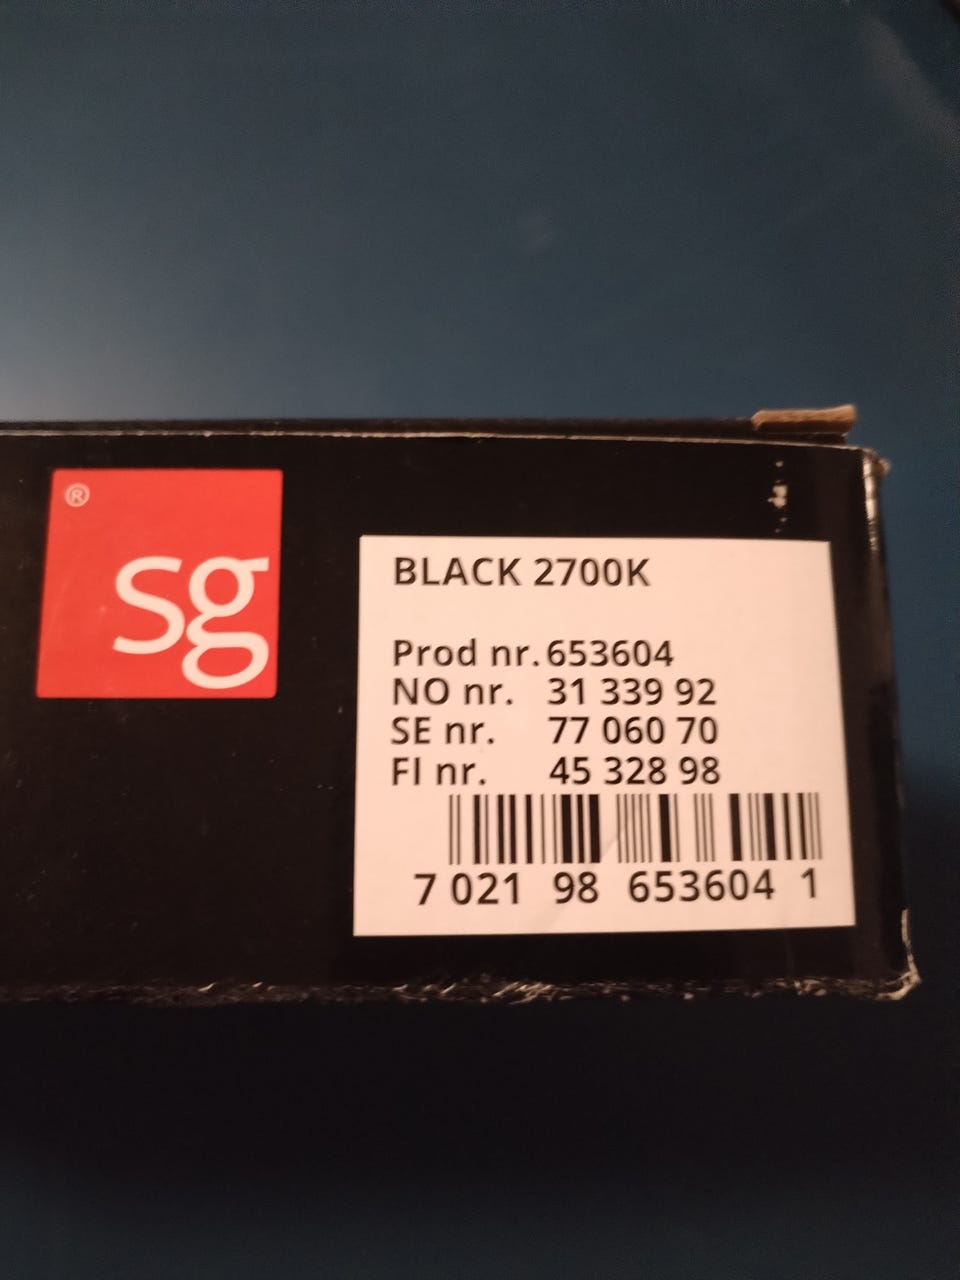 ®
sg
BLACK 2700K
Prod nr. 653604
NO nr. 31 339 92
SE nr. 77 060 70
FI nr. 45 328 98
7 021 98 653604 1